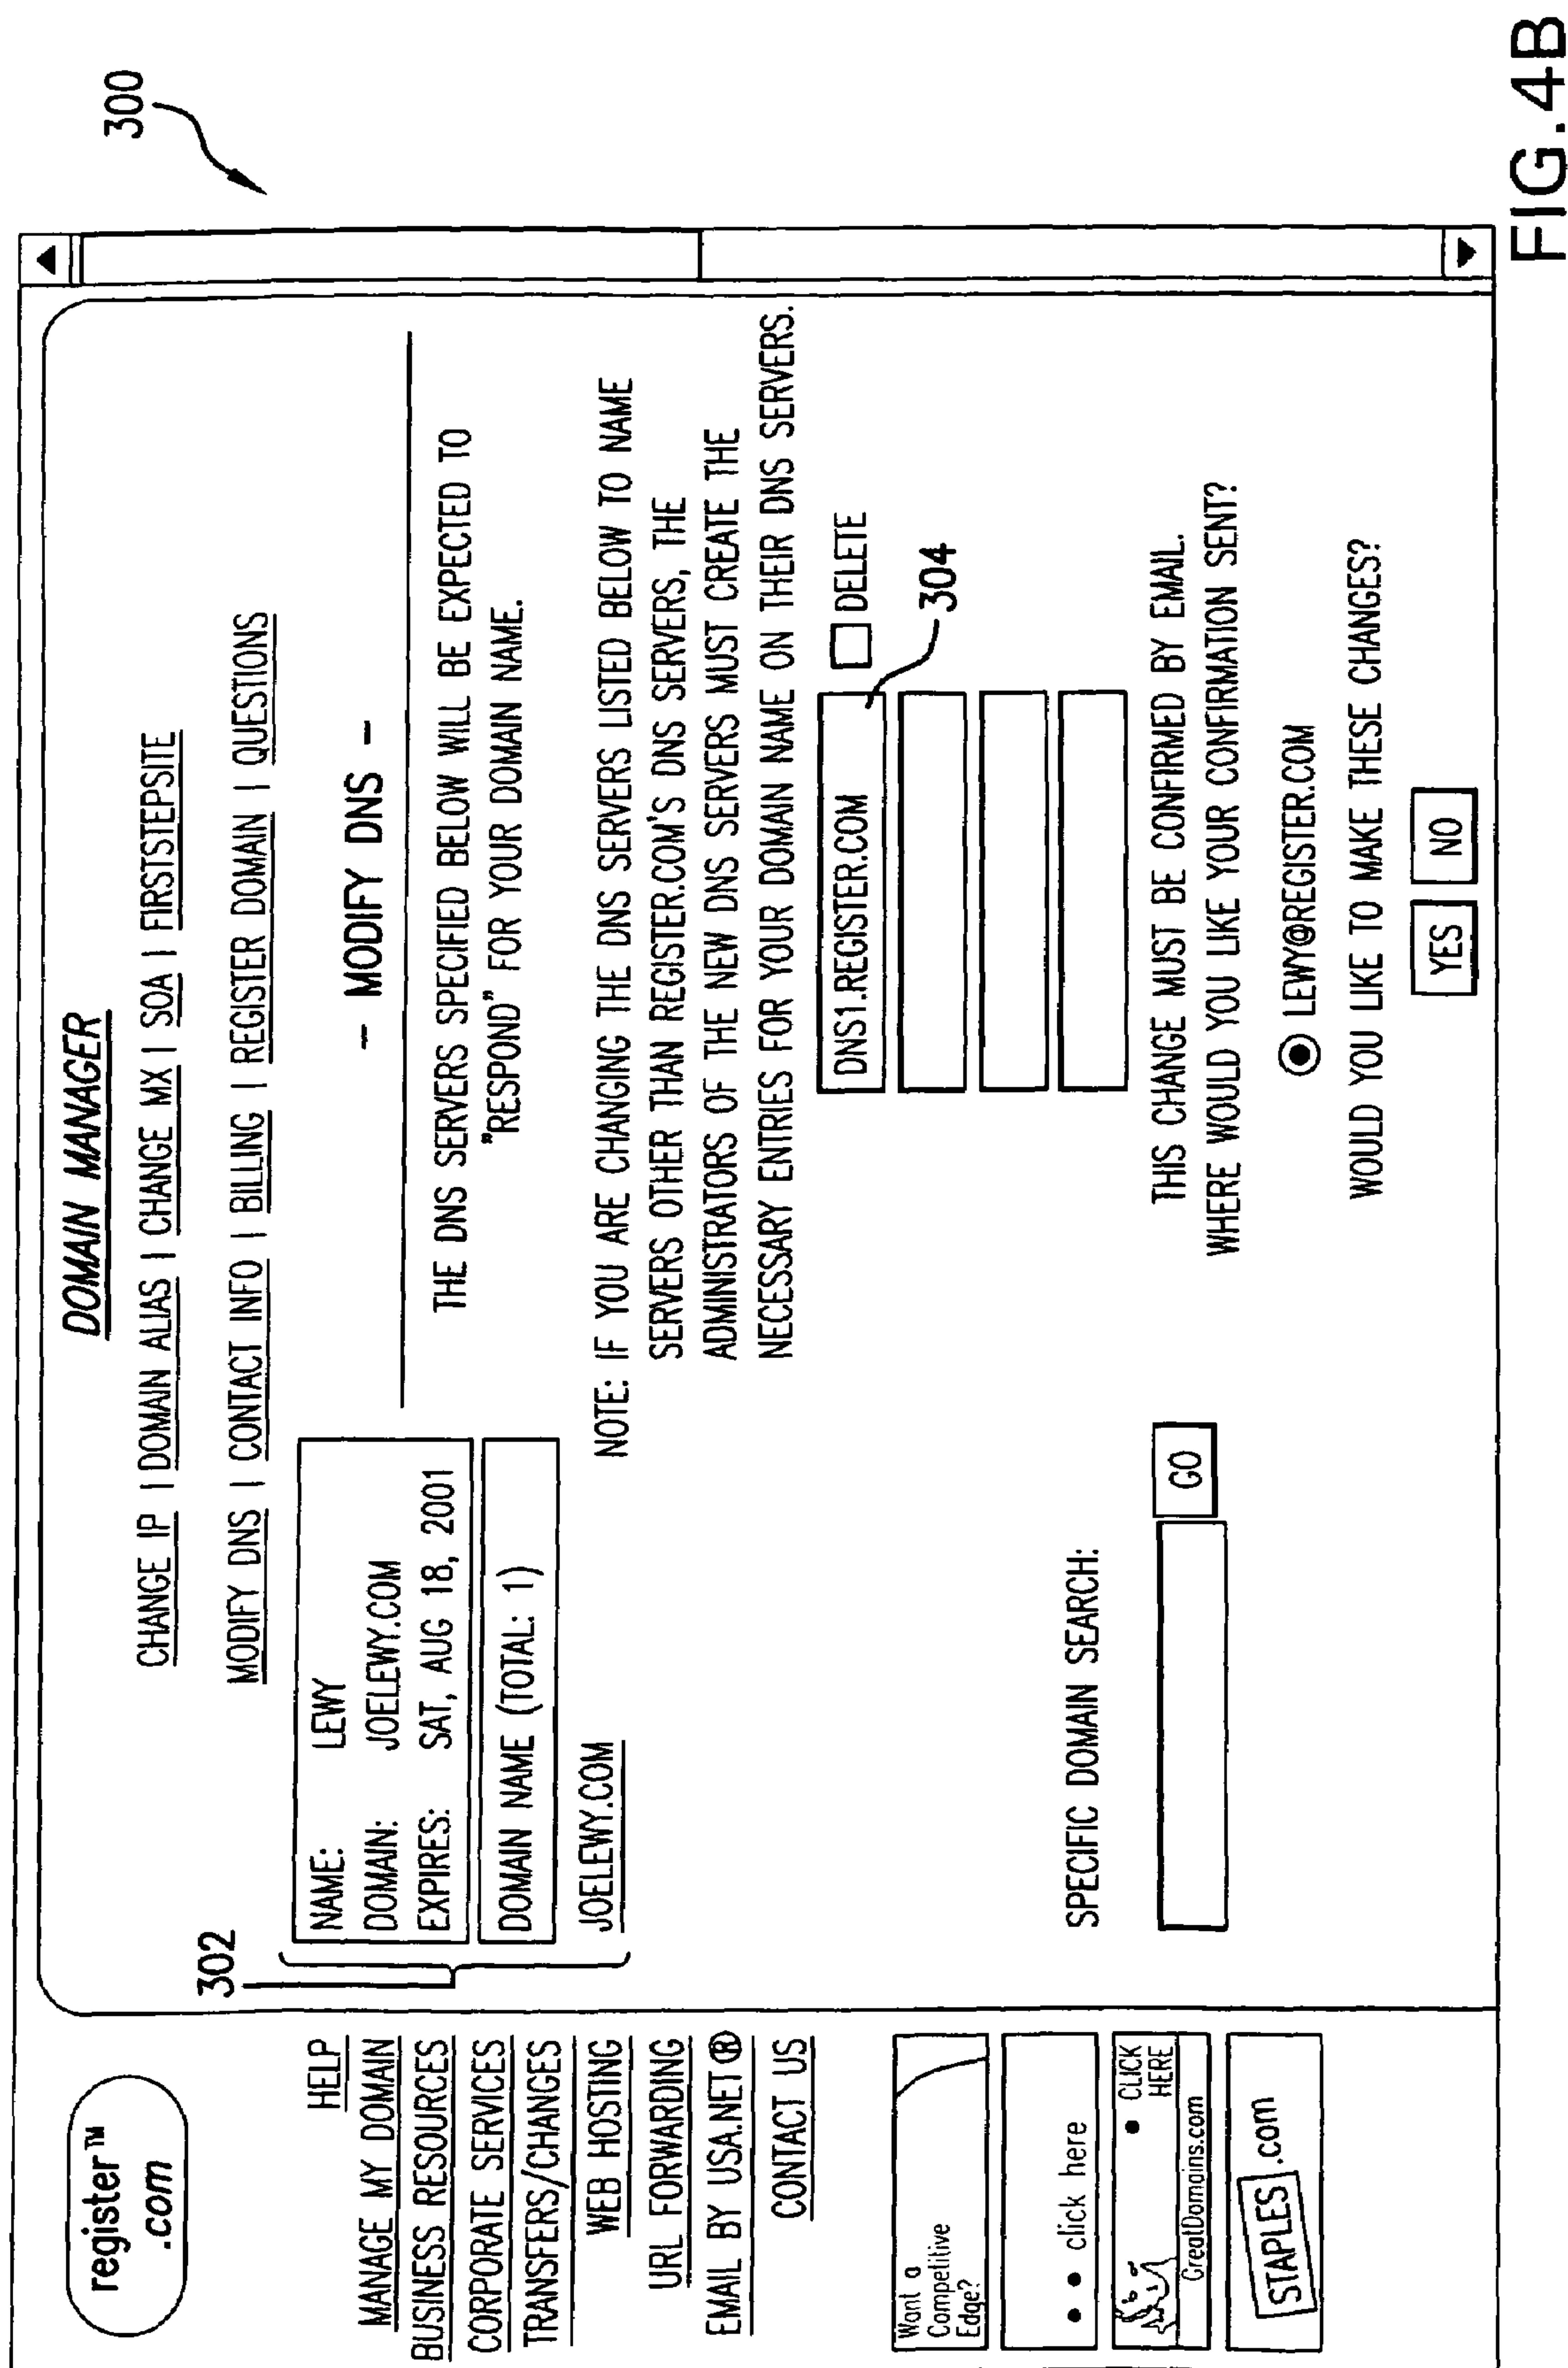 300
register™
.com
HELP
MANAGE MY DOMAIN
BUSINESS RESOURCES
CORPORATE SERVICES
TRANSFERS/CHANGES
WEB HOSTING
URL FORWARDING
EMAIL BY USA.NET®
CONTACT US
Want a
Competitive
Edge?
• • click here
• CLICK
HERE
GreatDomains.com
STAPLES.com
DOMAIN MANAGER
CHANGE IP | DOMAIN ALIAS | CHANGE MX | SOA | FIRSTSTEPSITE
MODIFY DNS | CONTACT INFO | BILLING | REGISTER DOMAIN | QUESTIONS
302
NAME: LEWY
DOMAIN: JOELEWY.COM
EXPIRES: SAT, AUG 18, 2001
DOMAIN NAME (TOTAL: 1)
JOELEWY.COM
SPECIFIC DOMAIN SEARCH:
GO
– MODIFY DNS –
THE DNS SERVERS SPECIFIED BELOW WILL BE EXPECTED TO
"RESPOND" FOR YOUR DOMAIN NAME.
NOTE: IF YOU ARE CHANGING THE DNS SERVERS LISTED BELOW TO NAME
SERVERS OTHER THAN REGISTER.COM'S DNS SERVERS, THE
ADMINISTRATORS OF THE NEW DNS SERVERS MUST CREATE THE
NECESSARY ENTRIES FOR YOUR DOMAIN NAME ON THEIR DNS SERVERS.
DNS1.REGISTER.COM DELETE
304
THIS CHANGE MUST BE CONFIRMED BY EMAIL.
WHERE WOULD YOU LIKE YOUR CONFIRMATION SENT?
LEWY@REGISTER.COM
WOULD YOU LIKE TO MAKE THESE CHANGES?
YES NO
FIG.4B